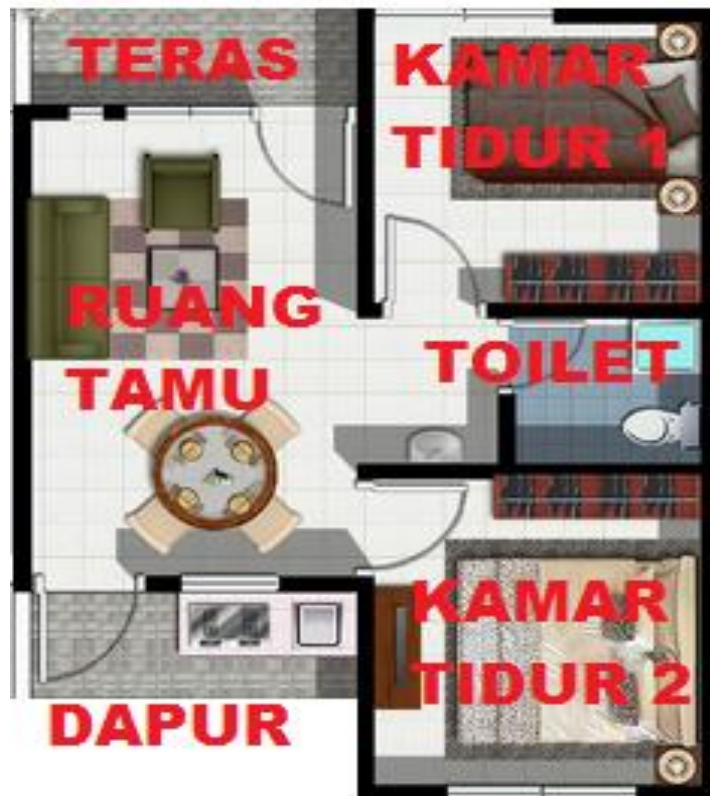 TERAS
KAMAR
TIDUR 1
RUANG
TAMU
TOILET
KAMAR
TIDUR 2
DAPUR